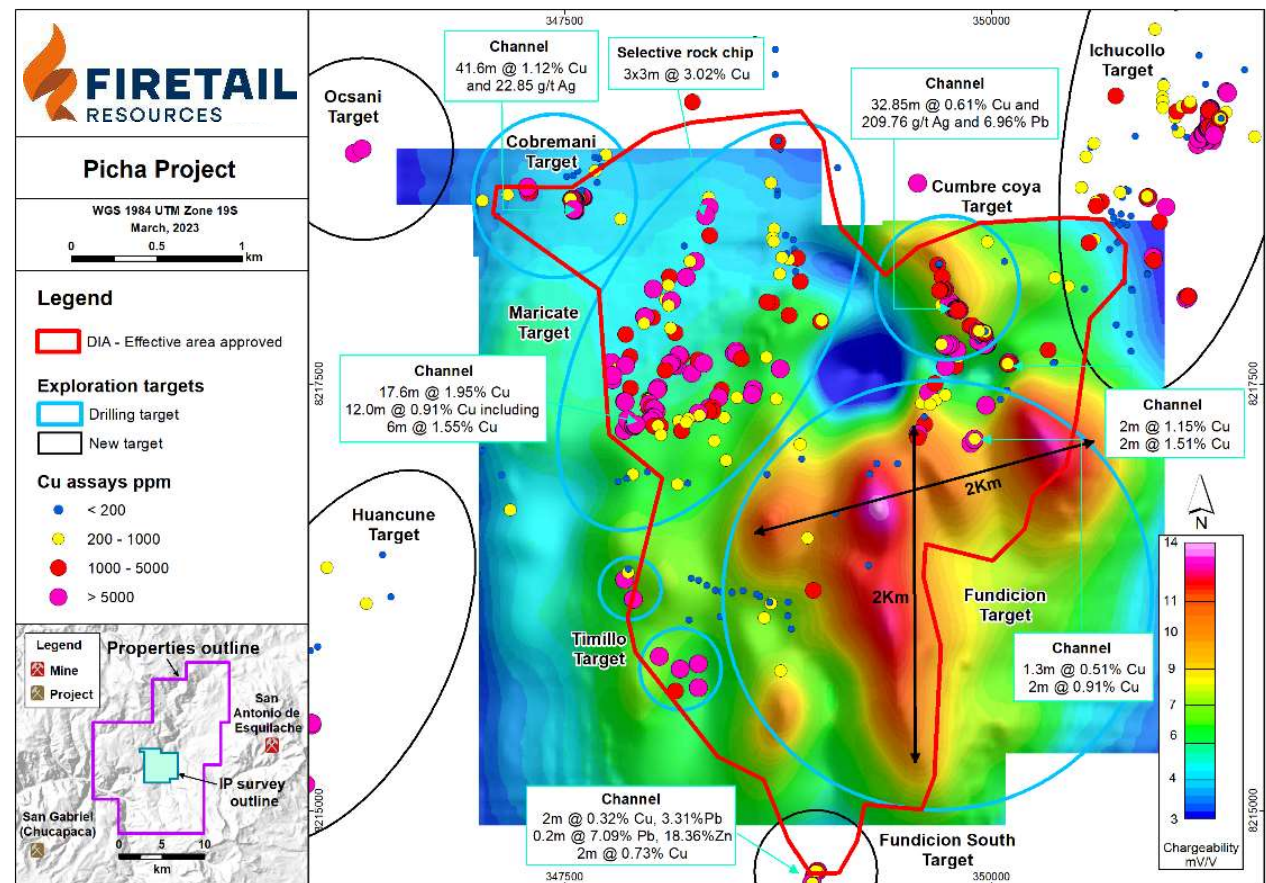 FIRETAIL
RESOURCES
Picha Project
WGS 1984 UTM Zone 19S
March, 2023
0 0.5 1
km
Legend
DIA - Effective area approved
Exploration targets
Drilling target
New target
Cu assays ppm
< 200
200 - 1000
1000 - 5000
> 5000
Legend
Mine
Project
Properties outline
San
Antonio de
Esquilache
IP survey
outline
San Gabriel
(Chucapaca)
0 5 10
km
347500
350000
Channel
41.6m @ 1.12% Cu
and 22.85 g/t Ag
Selective rock chip
3x3m @ 3.02% Cu
Channel
32.85m @ 0.61% Cu and
209.76 g/t Ag and 6.96% Pb
Ichucollo
Target
Ocsani
Target
Cobremani
Target
Cumbre coya
Target
Maricate
Target
8217500
8217500
Channel
17.6m @ 1.95% Cu
12.0m @ 0.91% Cu including
6m @ 1.55% Cu
Channel
2m @ 1.15% Cu
2m @ 1.51% Cu
2Km
N
Huancune
Target
2Km
Fundicion
Target
Timillo
Target
Channel
1.3m @ 0.51% Cu
2m @ 0.91% Cu
14
11
10
9
7
6
4
3
Chargeability
mV/V
Channel
2m @ 0.32% Cu, 3.31%Pb
0.2m @ 7.09% Pb, 18.36%Zn
2m @ 0.73% Cu
Fundicion South
Target
8215000
8215000
347500
350000